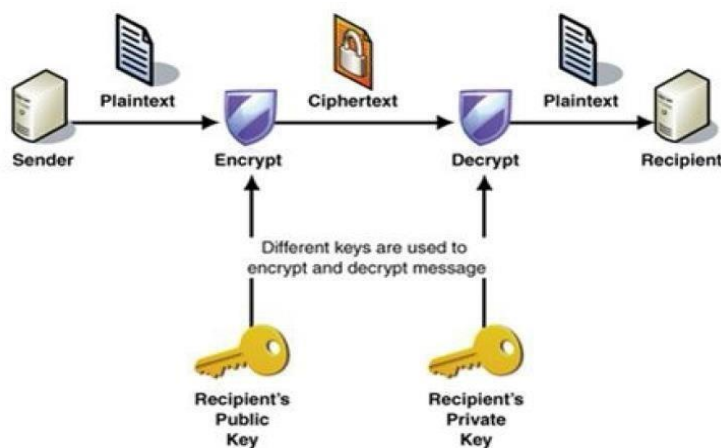 Plaintext
Ciphertext
Plaintext
Sender
Encrypt
Decrypt
Recipient
Different keys are used to
encrypt and decrypt message
Recipient's
Public
Key
Recipient's
Private
Key